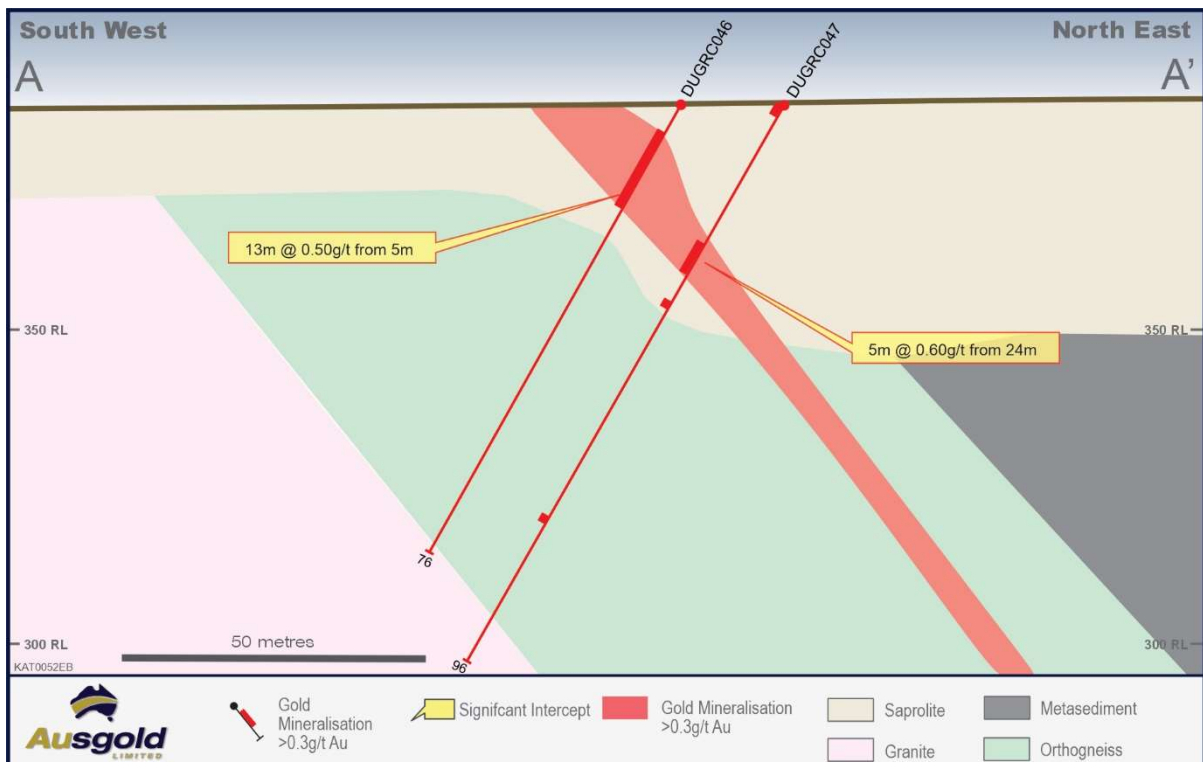 South West
North East
A
A'
DUGRC046
DUGRC047
13m @ 0.50g/t from 5m
350 RL
350 RL
5m @ 0.60g/t from 24m
76
96
300 RL
300 RL
50 metres
KAT0052EB
Ausgold
LIMITED
Gold
Mineralisation
>0.3g/t Au
Signifcant Intercept
Gold Mineralisation
>0.3g/t Au
Saprolite
Metasediment
Granite
Orthogneiss